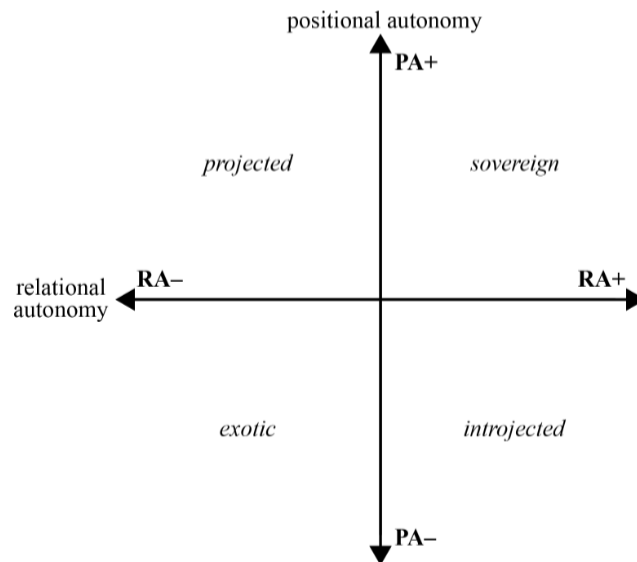 positional autonomy
PA+
projected
sovereign
RA–
RA+
relational
autonomy
exotic
introjected
PA–